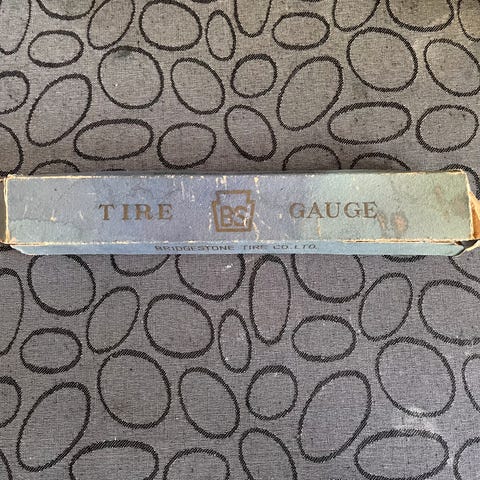 TIRE BS GAUGE
BRIDGESTONE TIRE CO. LTD.